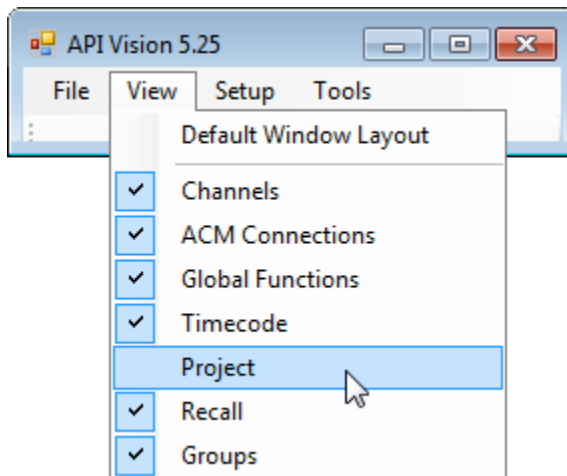 API Vision 5.25
File View Setup Tools
Default Window Layout
Channels
ACM Connections
Global Functions
Timecode
Project
Recall
Groups